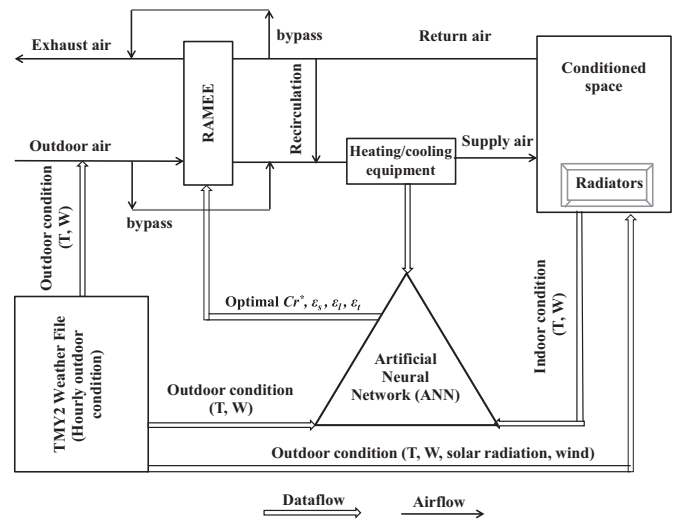 Exhaust air
bypass
Return air
Conditioned
space
RAMEE
Recirculation
Outdoor air
Heating/cooling
equipment
Supply air
Radiators
bypass
Outdoor condition
(T, W)
Optimal Cr*, εs, εl, εt
Indoor condition
(T, W)
TMY2 Weather File
(Hourly outdoor
condition)
Artificial
Neural
Network (ANN)
Outdoor condition
(T, W)
Outdoor condition (T, W, solar radiation, wind)
Dataflow
Airflow